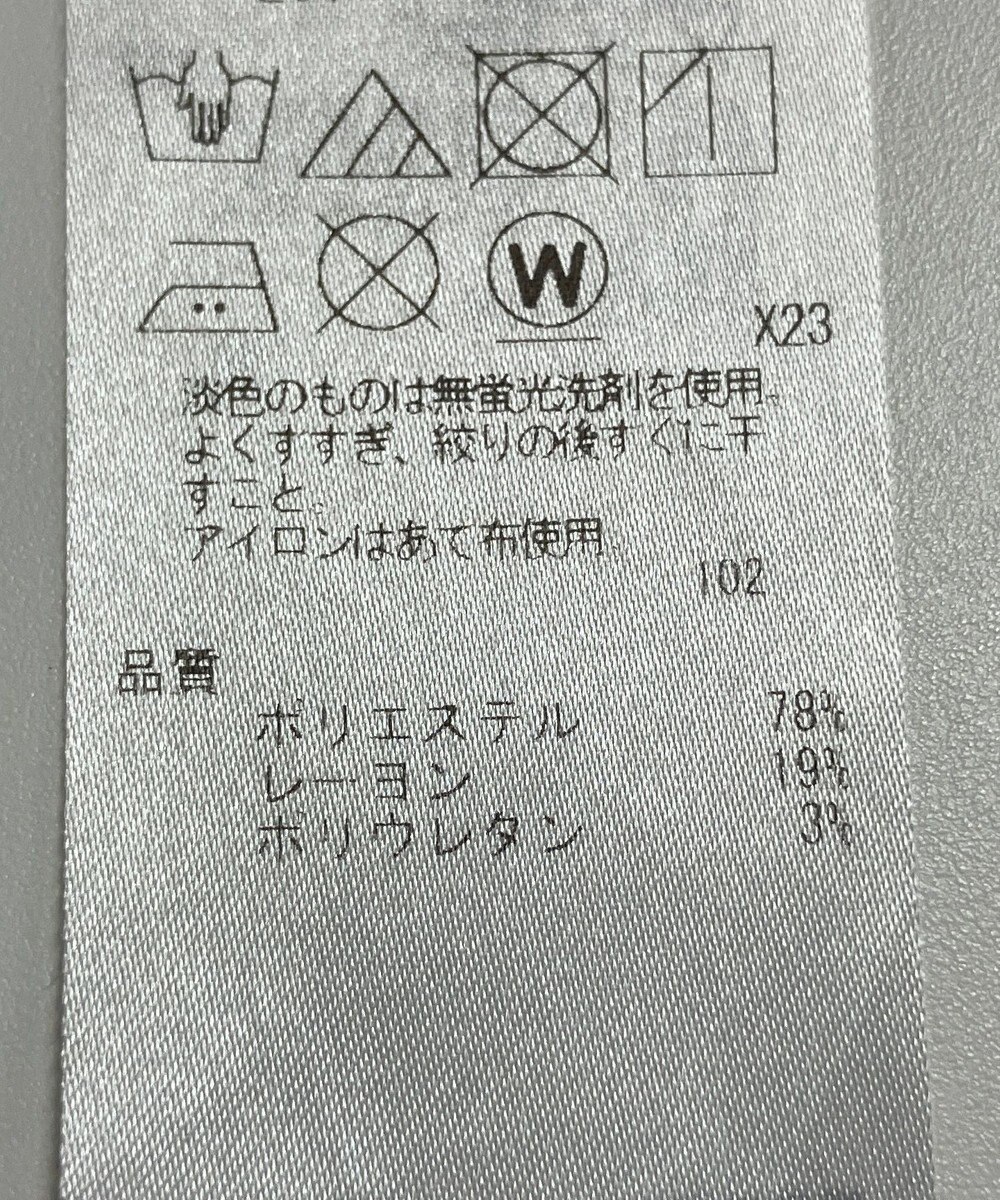 W
X23
淡色のものは無蛍光洗剤を使用。
よくすすぎ、絞りの後すぐに干
すこと。
アイロンはあて布使用。
102
品質
ポリエステル 78%
レーヨン 19%
ポリウレタン 3%